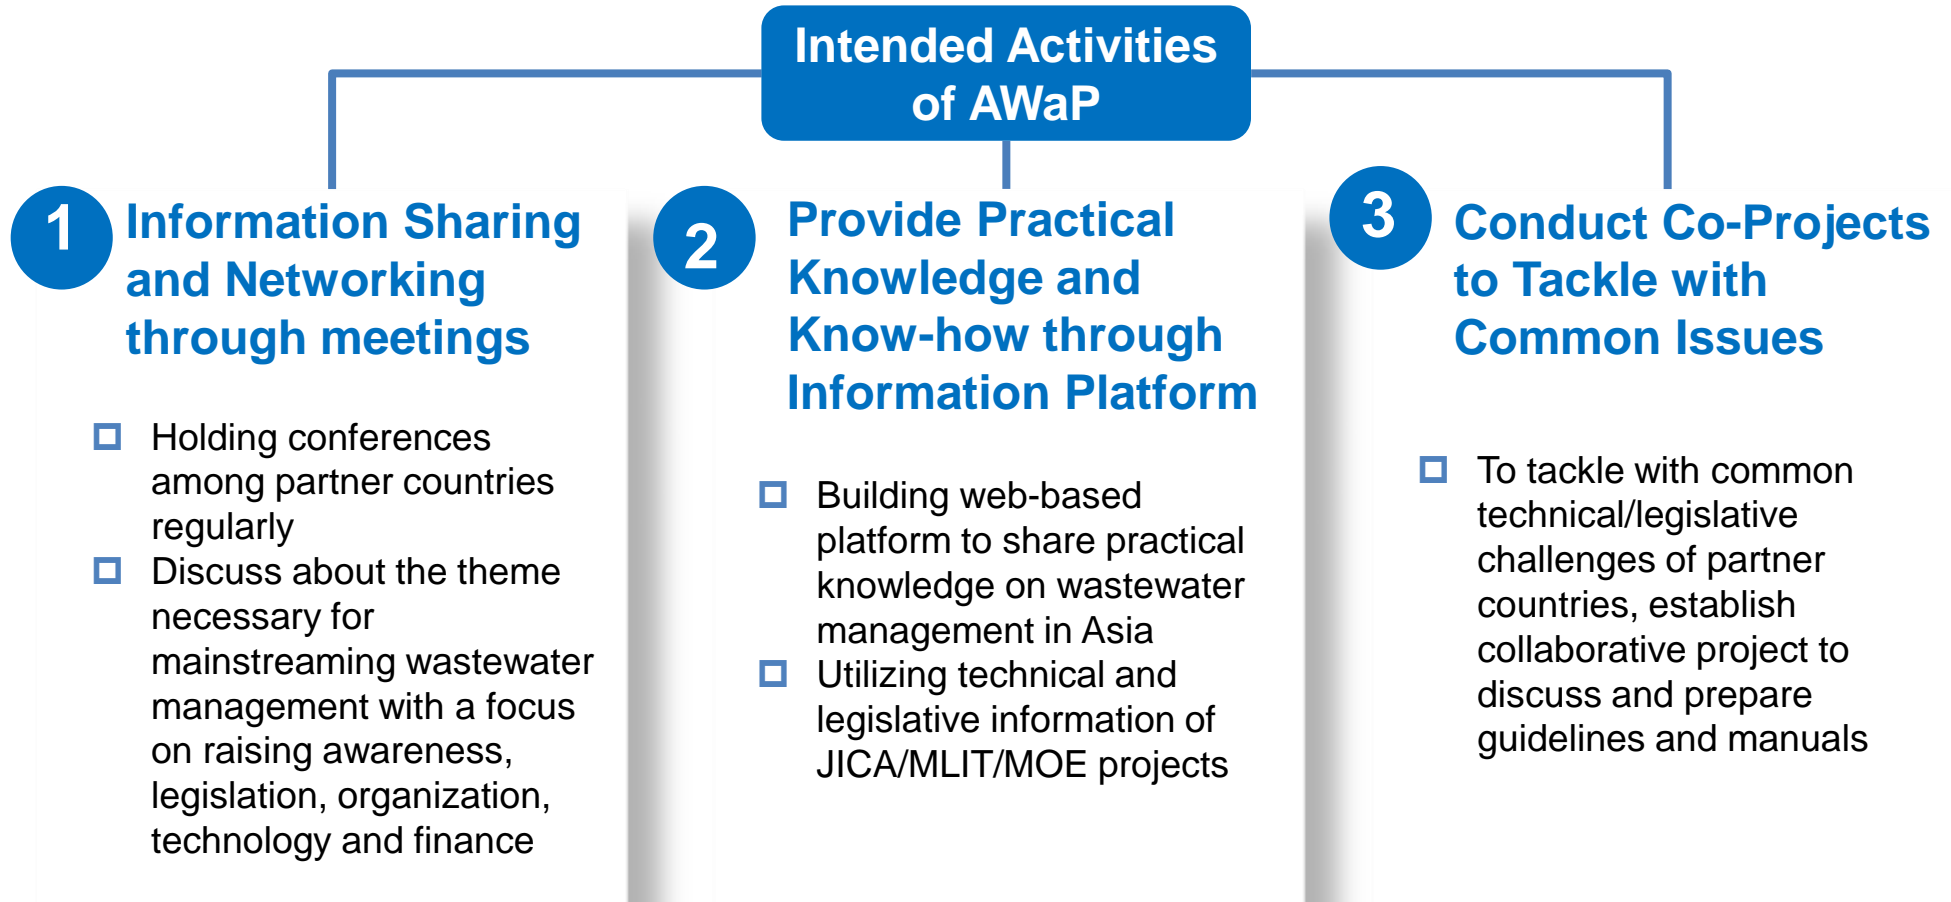 Intended Activities
of AWaP
1
Information Sharing
and Networking
through meetings
Holding conferences
among partner countries
regularly
Discuss about the theme
necessary for
mainstreaming wastewater
management with a focus
on raising awareness,
legislation, organization,
technology and finance
2
Provide Practical
Knowledge and
Know-how through
Information Platform
Building web-based
platform to share practical
knowledge on wastewater
management in Asia
Utilizing technical and
legislative information of
JICA/MLIT/MOE projects
3
Conduct Co-Projects
to Tackle with
Common Issues
To tackle with common
technical/legislative
challenges of partner
countries, establish
collaborative project to
discuss and prepare
guidelines and manuals